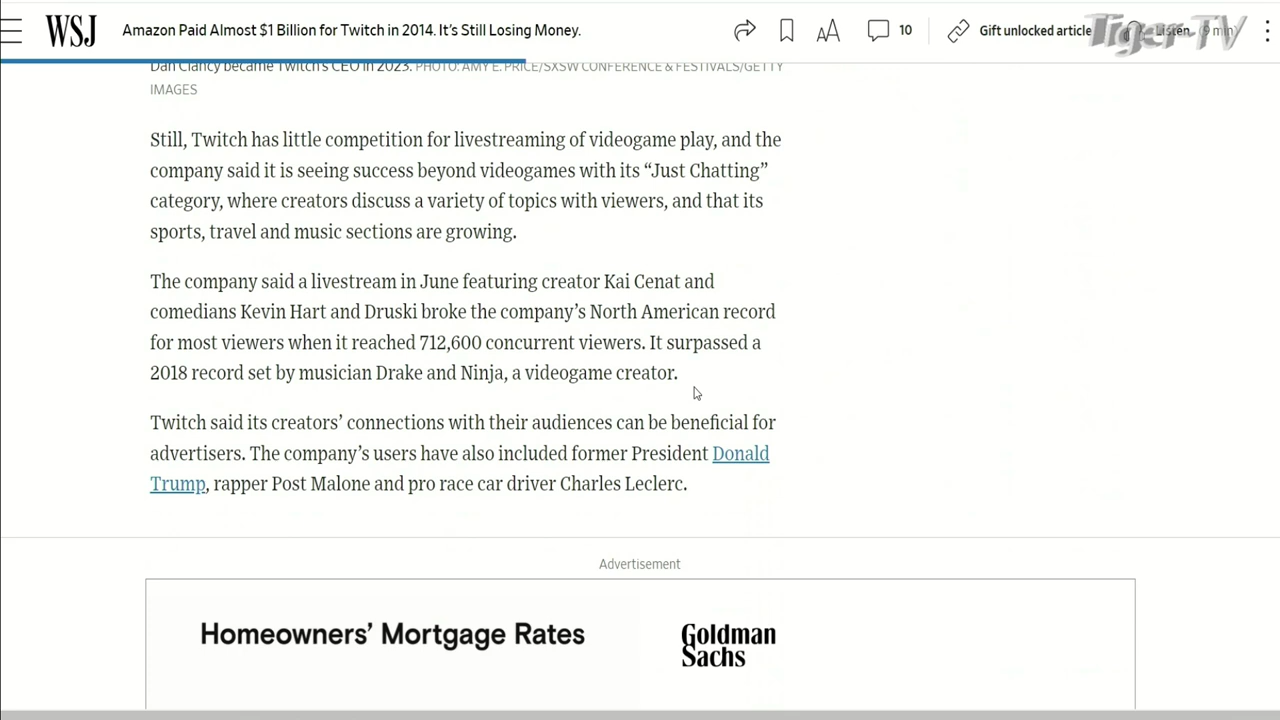 WSJ
Amazon Paid Almost $1 Billion for Twitch in 2014. It's Still Losing Money.
AA
10
Gift unlocked article
Listen
(9 min)
Tiger-TV
Dan Clancy became Twitch's CEO in 2023. PHOTO: AMY E. PRICE/SXSW CONFERENCE & FESTIVALS/GETTY
IMAGES
Still, Twitch has little competition for livestreaming of videogame play, and the
company said it is seeing success beyond videogames with its “Just Chatting”
category, where creators discuss a variety of topics with viewers, and that its
sports, travel and music sections are growing.
The company said a livestream in June featuring creator Kai Cenat and
comedians Kevin Hart and Druski broke the company’s North American record
for most viewers when it reached 712,600 concurrent viewers. It surpassed a
2018 record set by musician Drake and Ninja, a videogame creator.
Twitch said its creators’ connections with their audiences can be beneficial for
advertisers. The company’s users have also included former President Donald
Trump, rapper Post Malone and pro race car driver Charles Leclerc.
Advertisement
Homeowners’ Mortgage Rates
Goldman
Sachs